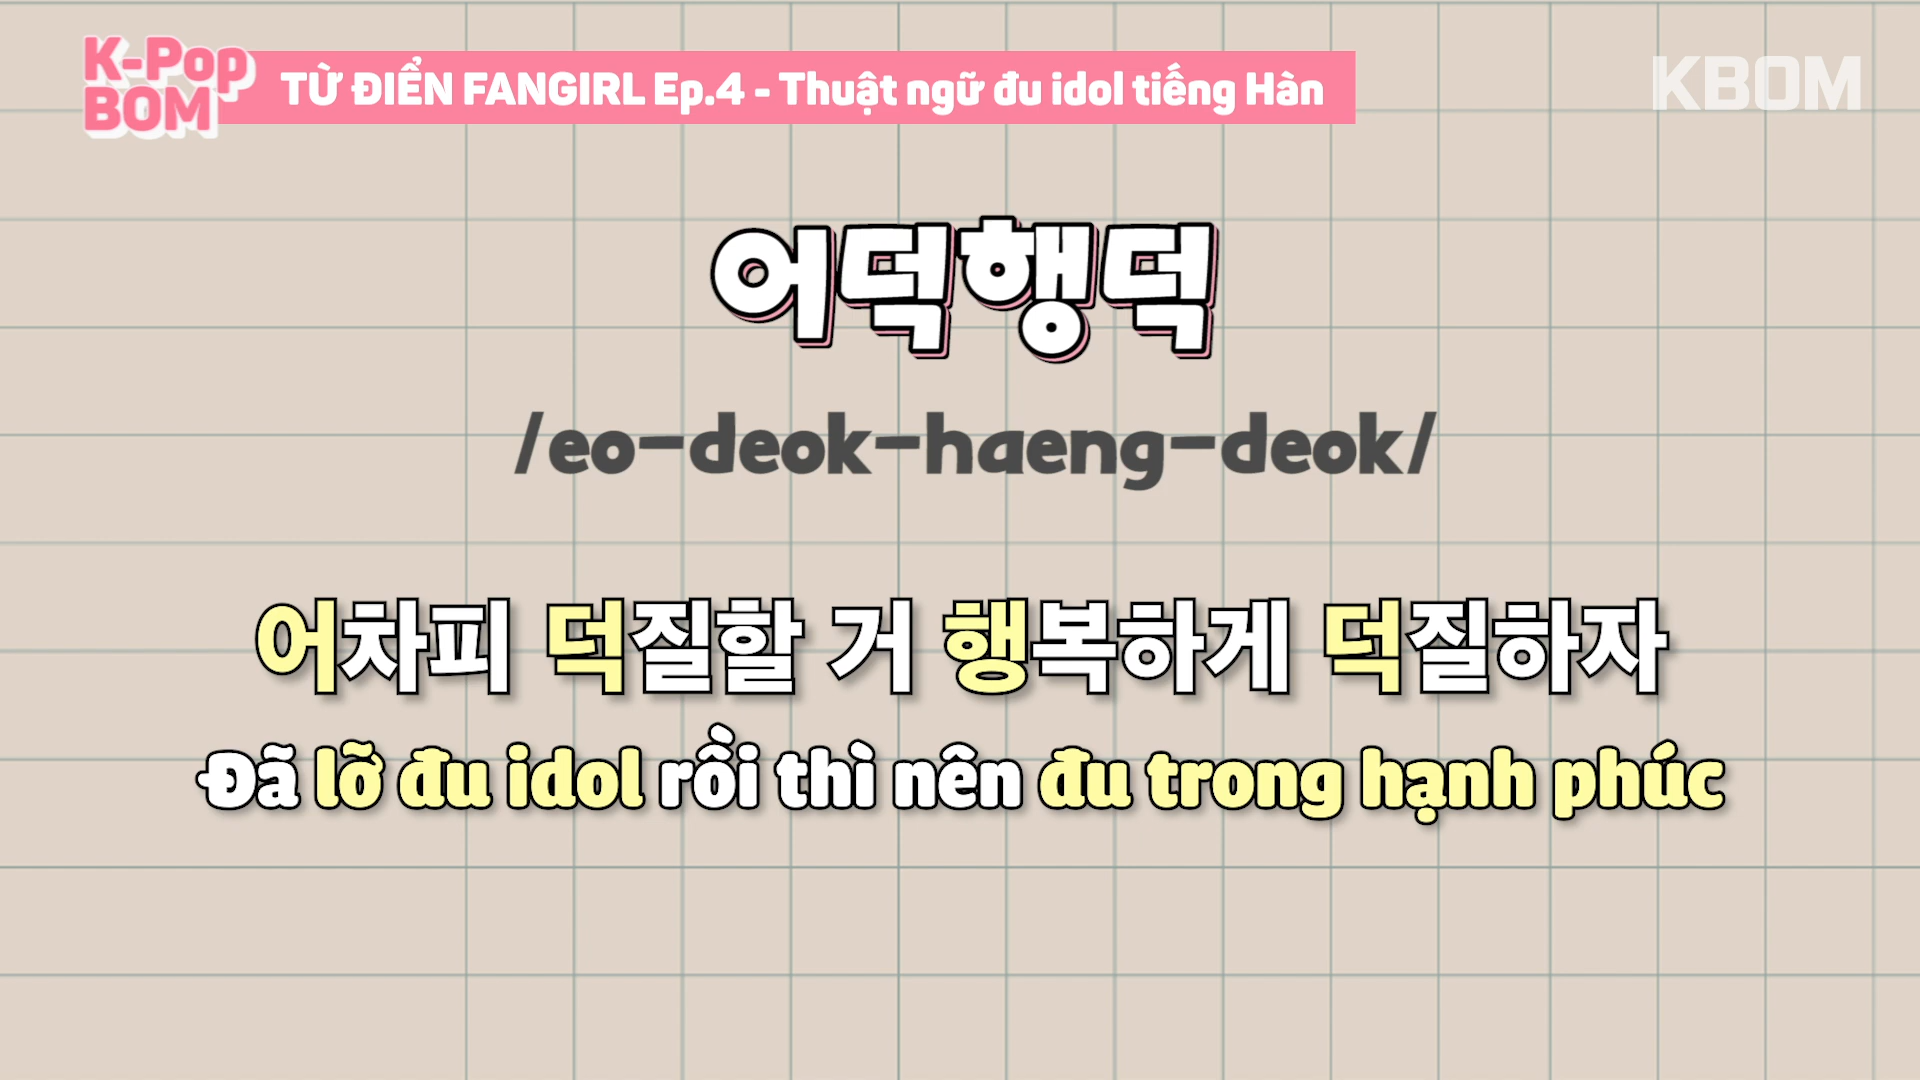 K-Pop
BOM
TỪ ĐIỂN FANGIRL Ep.4 - Thuật ngữ đu idol tiếng Hàn
KBOM
어덕행덕
/eo-deok-haeng-deok/
어차피 덕질할 거 행복하게 덕질하자
Đã lỡ đu idol rồi thì nên đu trong hạnh phúc